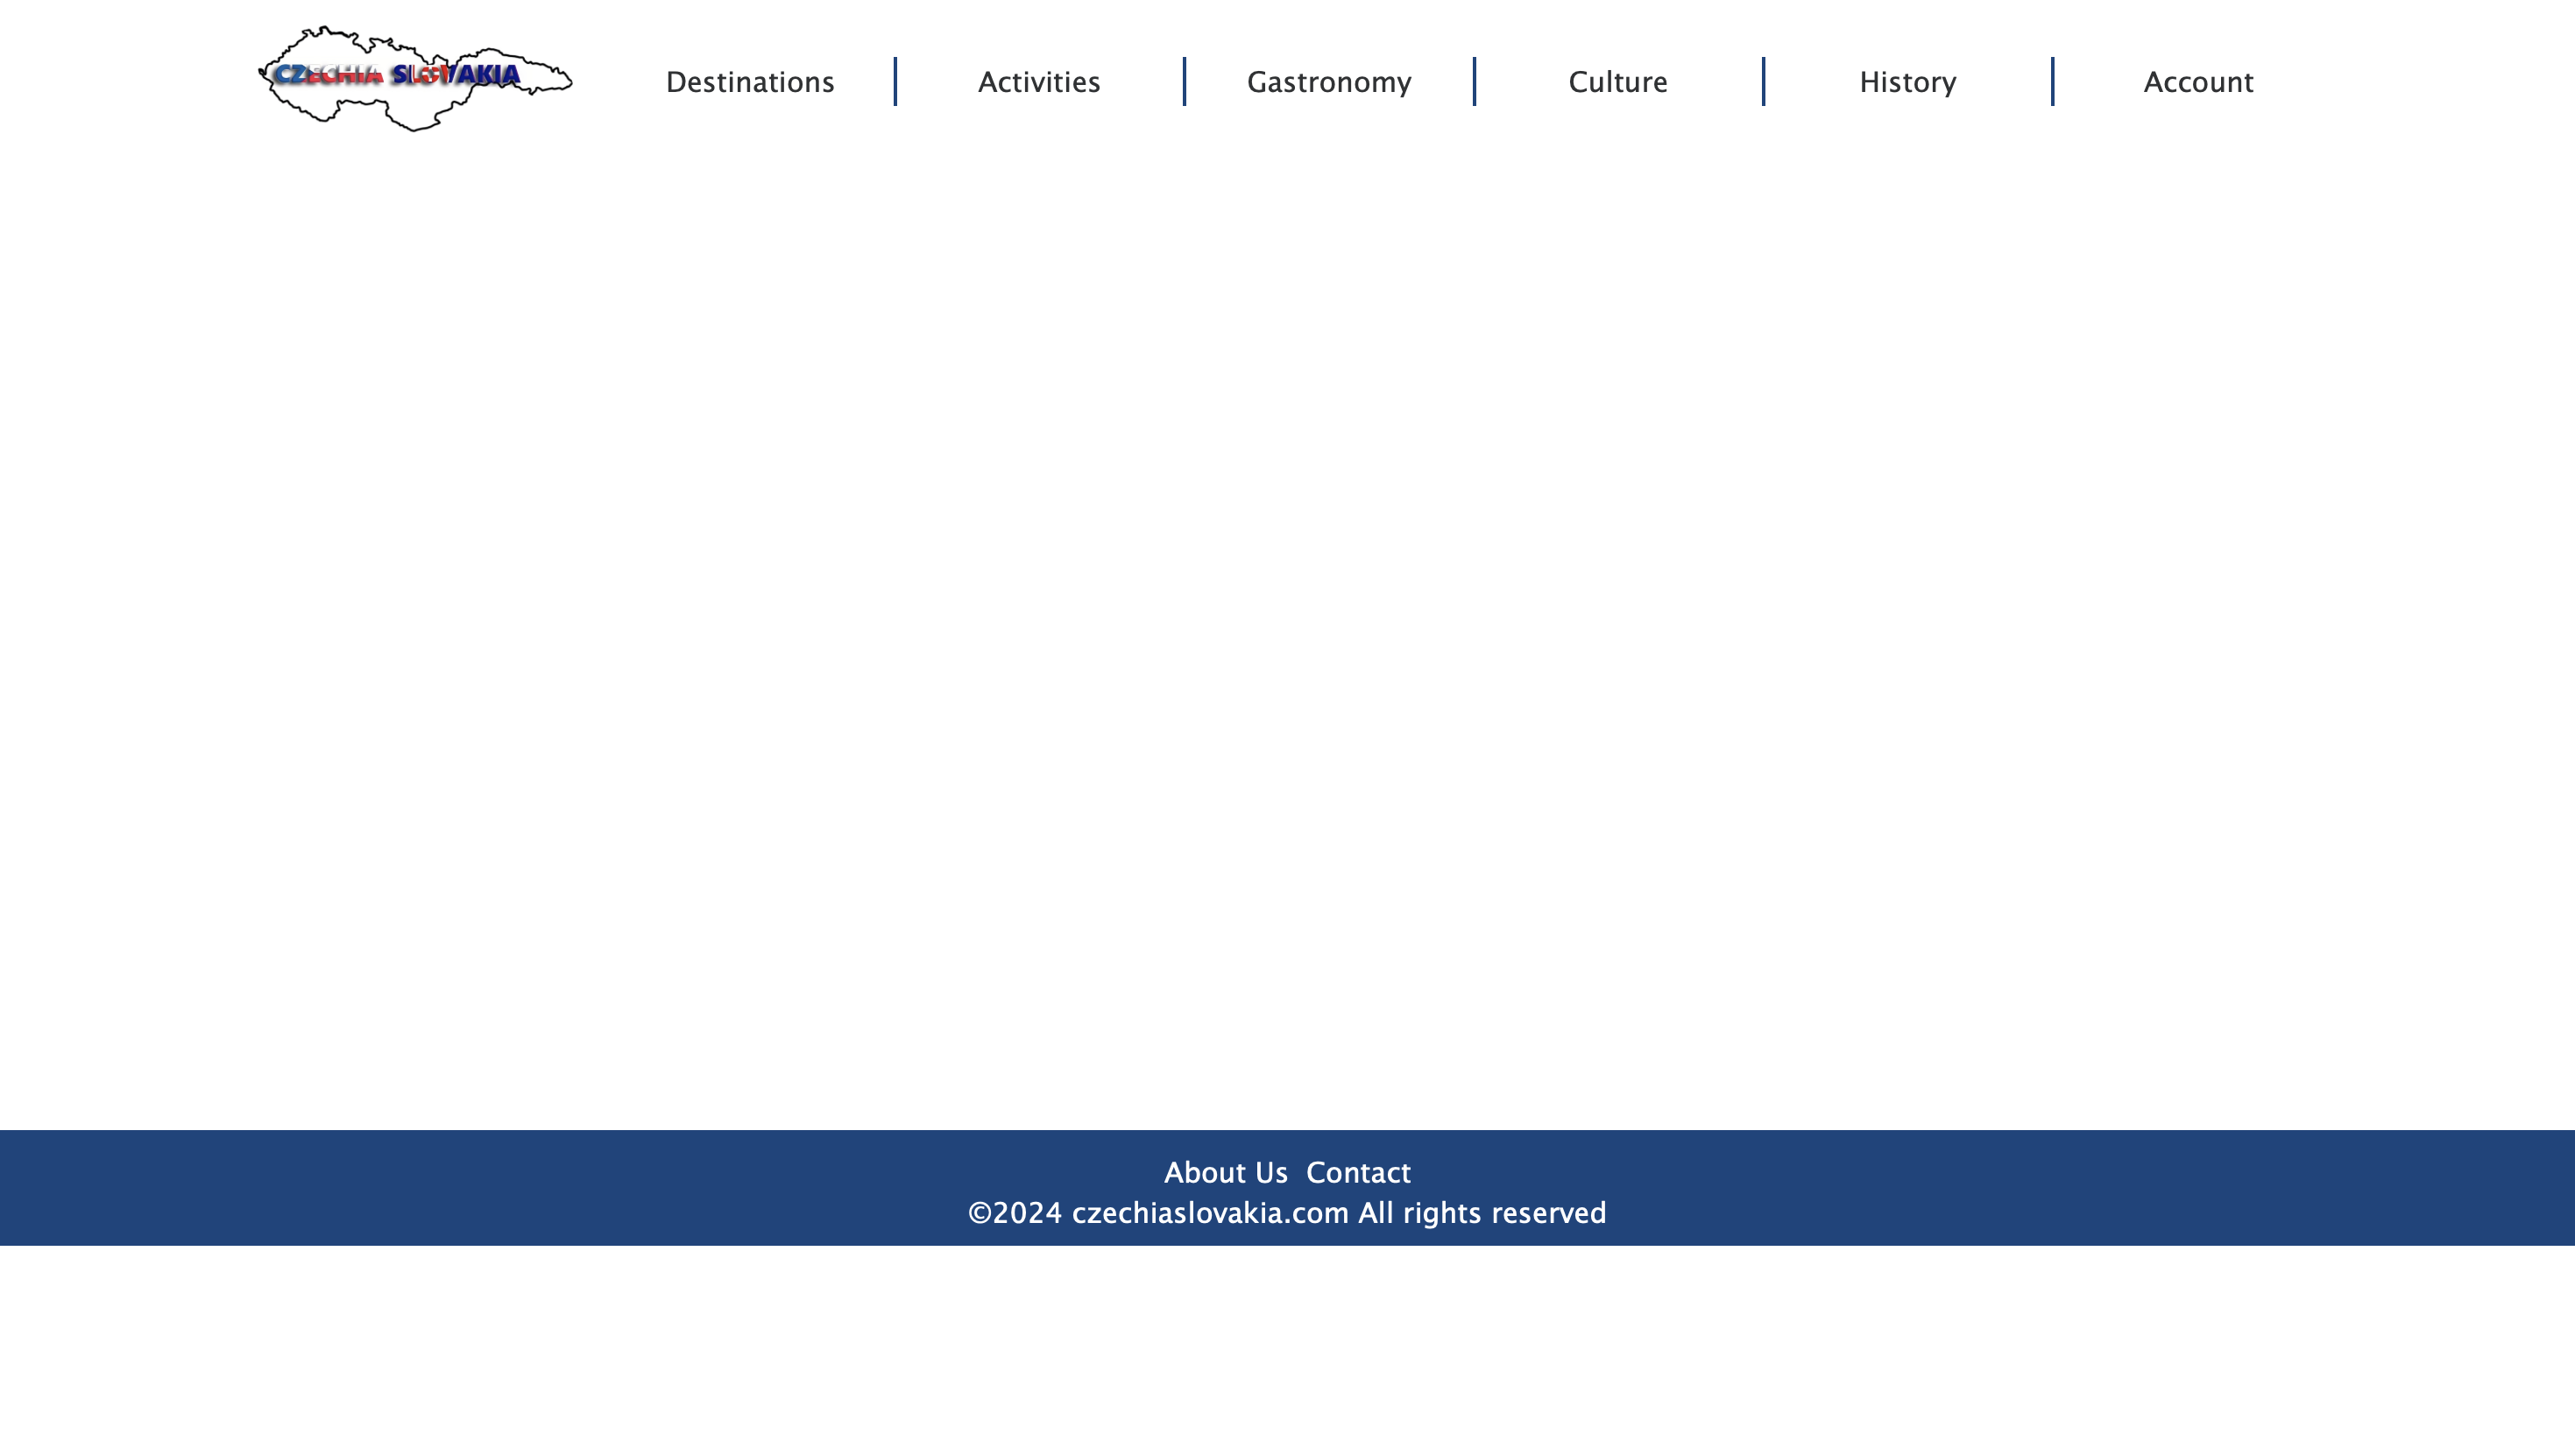 CZECHIA SLOVAKIA
Destinations
Activities
Gastronomy
Culture
History
Account
About Us Contact
©2024 czechiaslovakia.com All rights reserved